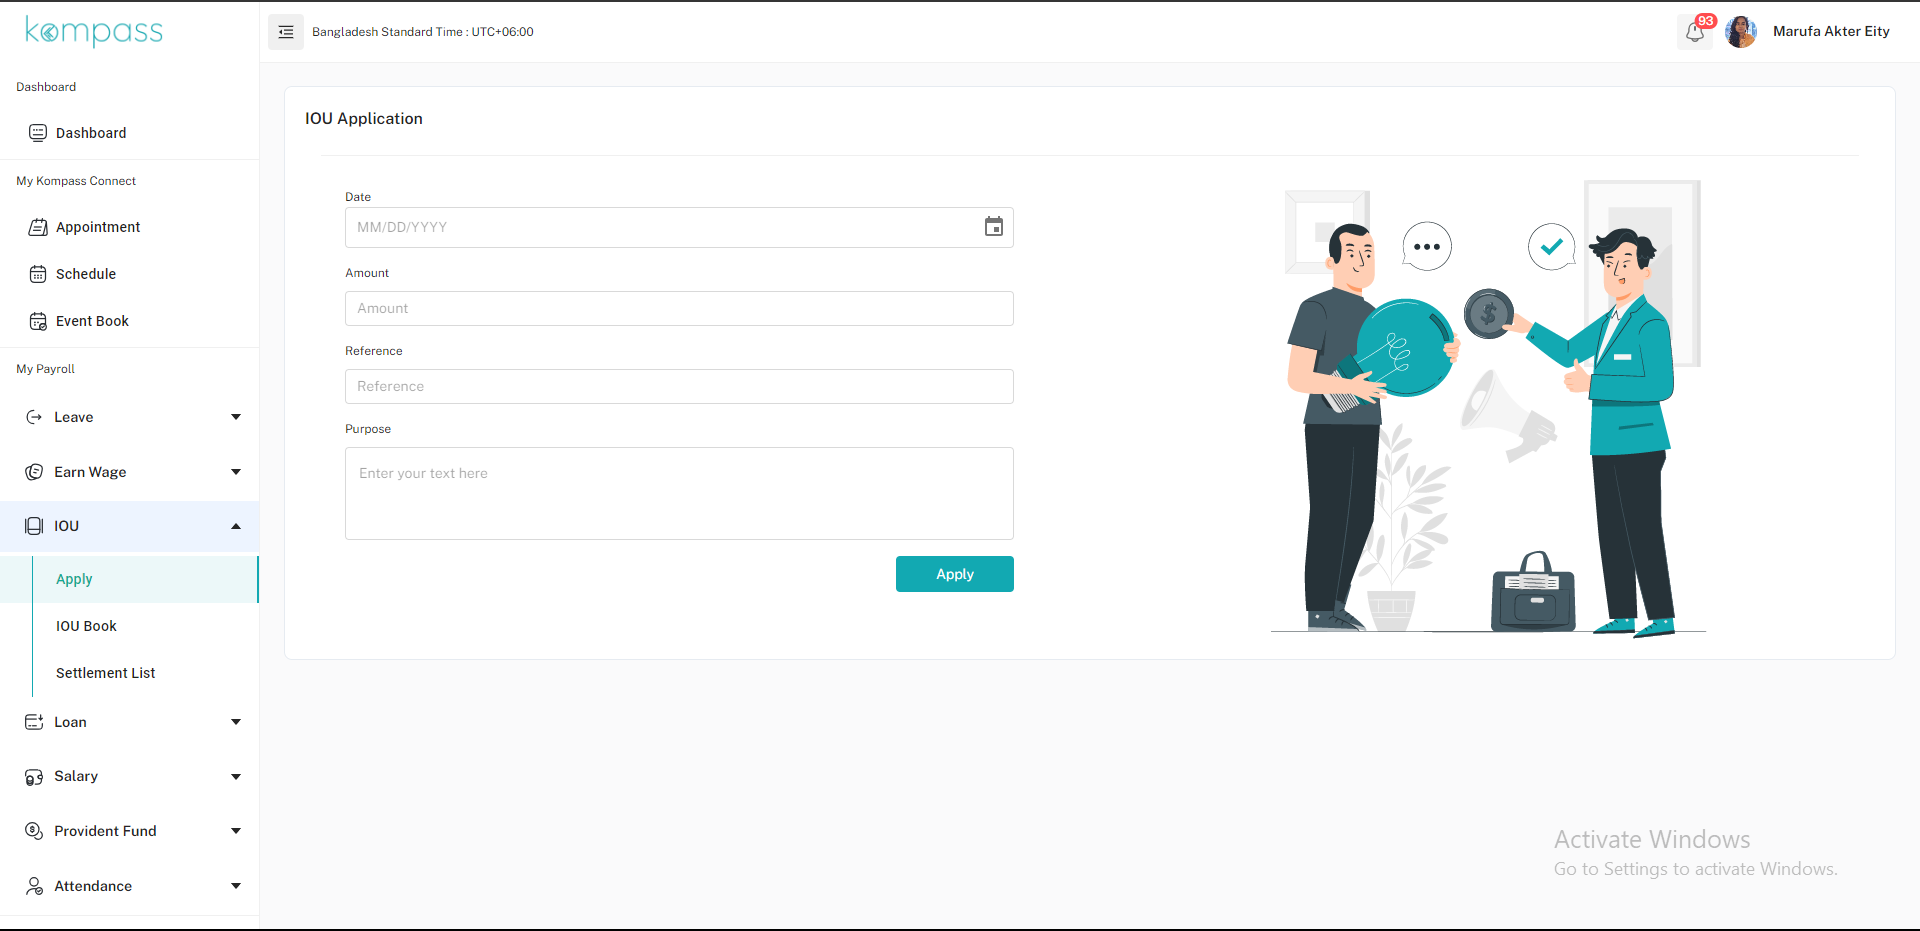 kompass
Bangladesh Standard Time : UTC+06:00
93
Marufa Akter Eity
Dashboard
Dashboard
My Kompass Connect
Appointment
Schedule
Event Book
My Payroll
Leave
Earn Wage
IOU
Apply
IOU Book
Settlement List
Loan
Salary
Provident Fund
Attendance
IOU Application
Date
MM/DD/YYYY
Amount
Amount
Reference
Reference
Purpose
Enter your text here
Apply
$
Activate Windows
Go to Settings to activate Windows.